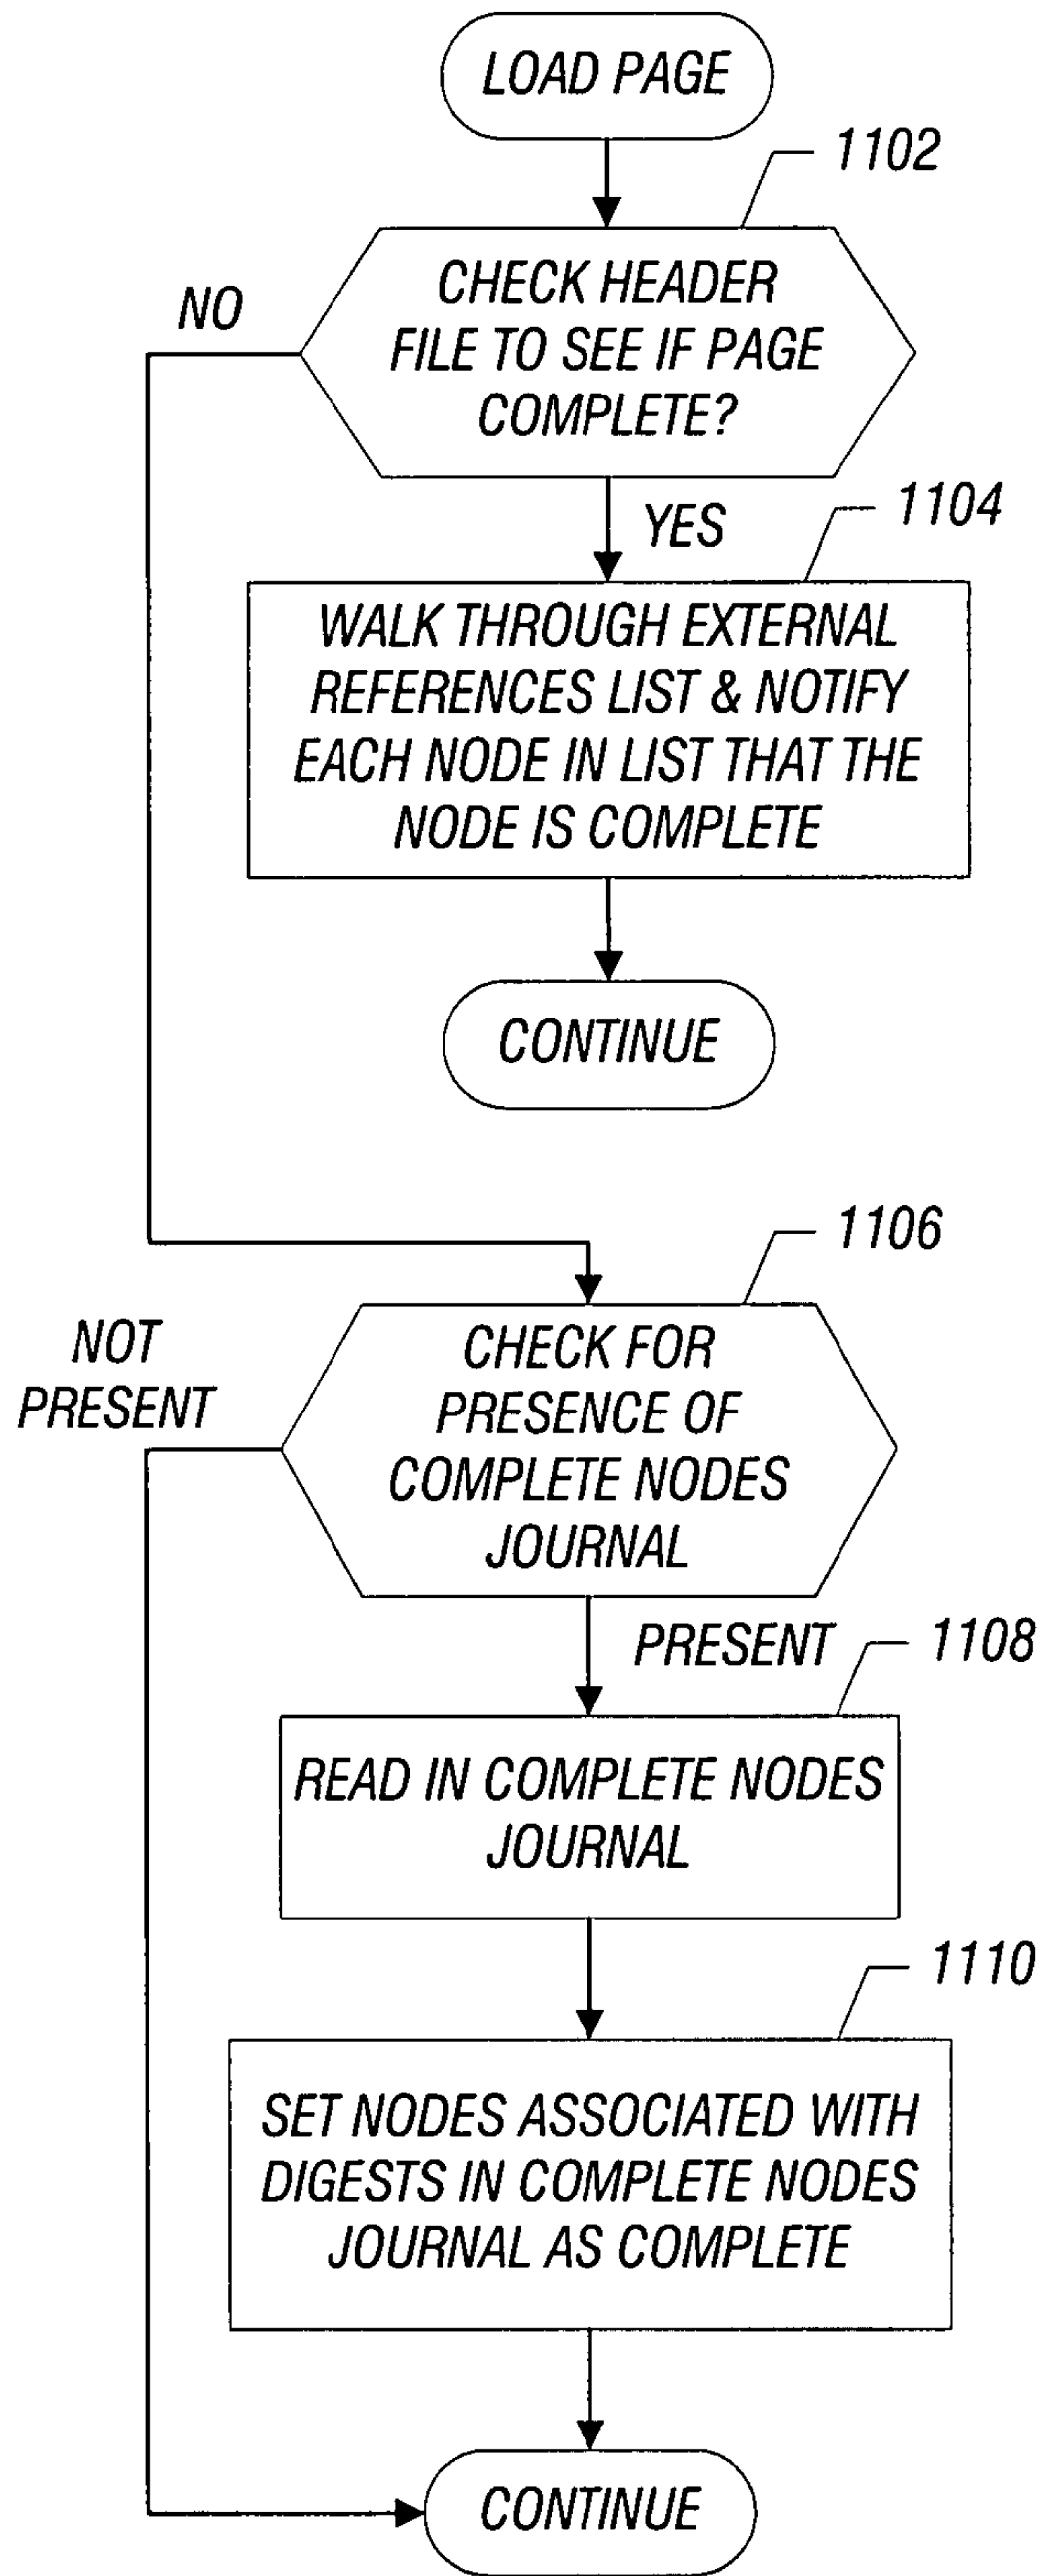 LOAD PAGE
1102
CHECK HEADER
FILE TO SEE IF PAGE
COMPLETE?
NO
YES
1104
WALK THROUGH EXTERNAL
REFERENCES LIST & NOTIFY
EACH NODE IN LIST THAT THE
NODE IS COMPLETE
CONTINUE
1106
CHECK FOR
PRESENCE OF
COMPLETE NODES
JOURNAL
NOT
PRESENT
PRESENT
1108
READ IN COMPLETE NODES
JOURNAL
1110
SET NODES ASSOCIATED WITH
DIGESTS IN COMPLETE NODES
JOURNAL AS COMPLETE
CONTINUE